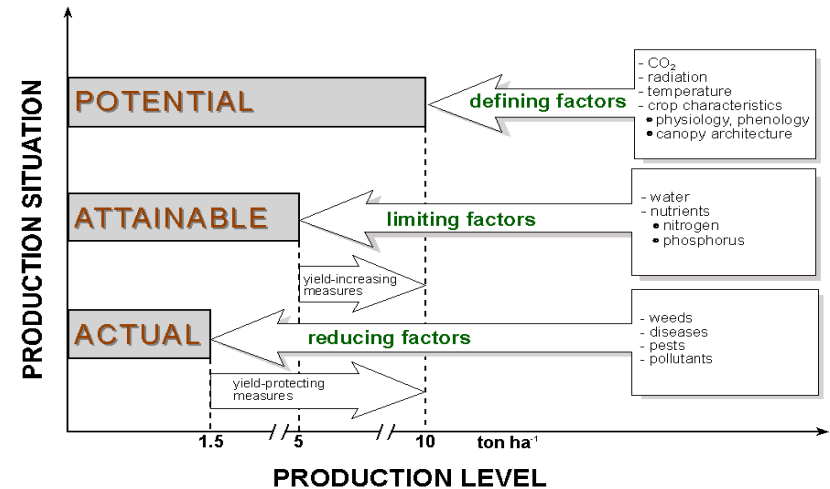 PRODUCTION SITUATION
POTENTIAL
defining factors
- CO₂
- radiation
- temperature
- crop characteristics
• physiology, phenology
• canopy architecture
ATTAINABLE
limiting factors
- water
- nutrients
• nitrogen
• phosphorus
yield-increasing
measures
ACTUAL
reducing factors
- weeds
- diseases
- pests
- pollutants
yield-protecting
measures
1.5 5 10 ton ha⁻¹
PRODUCTION LEVEL